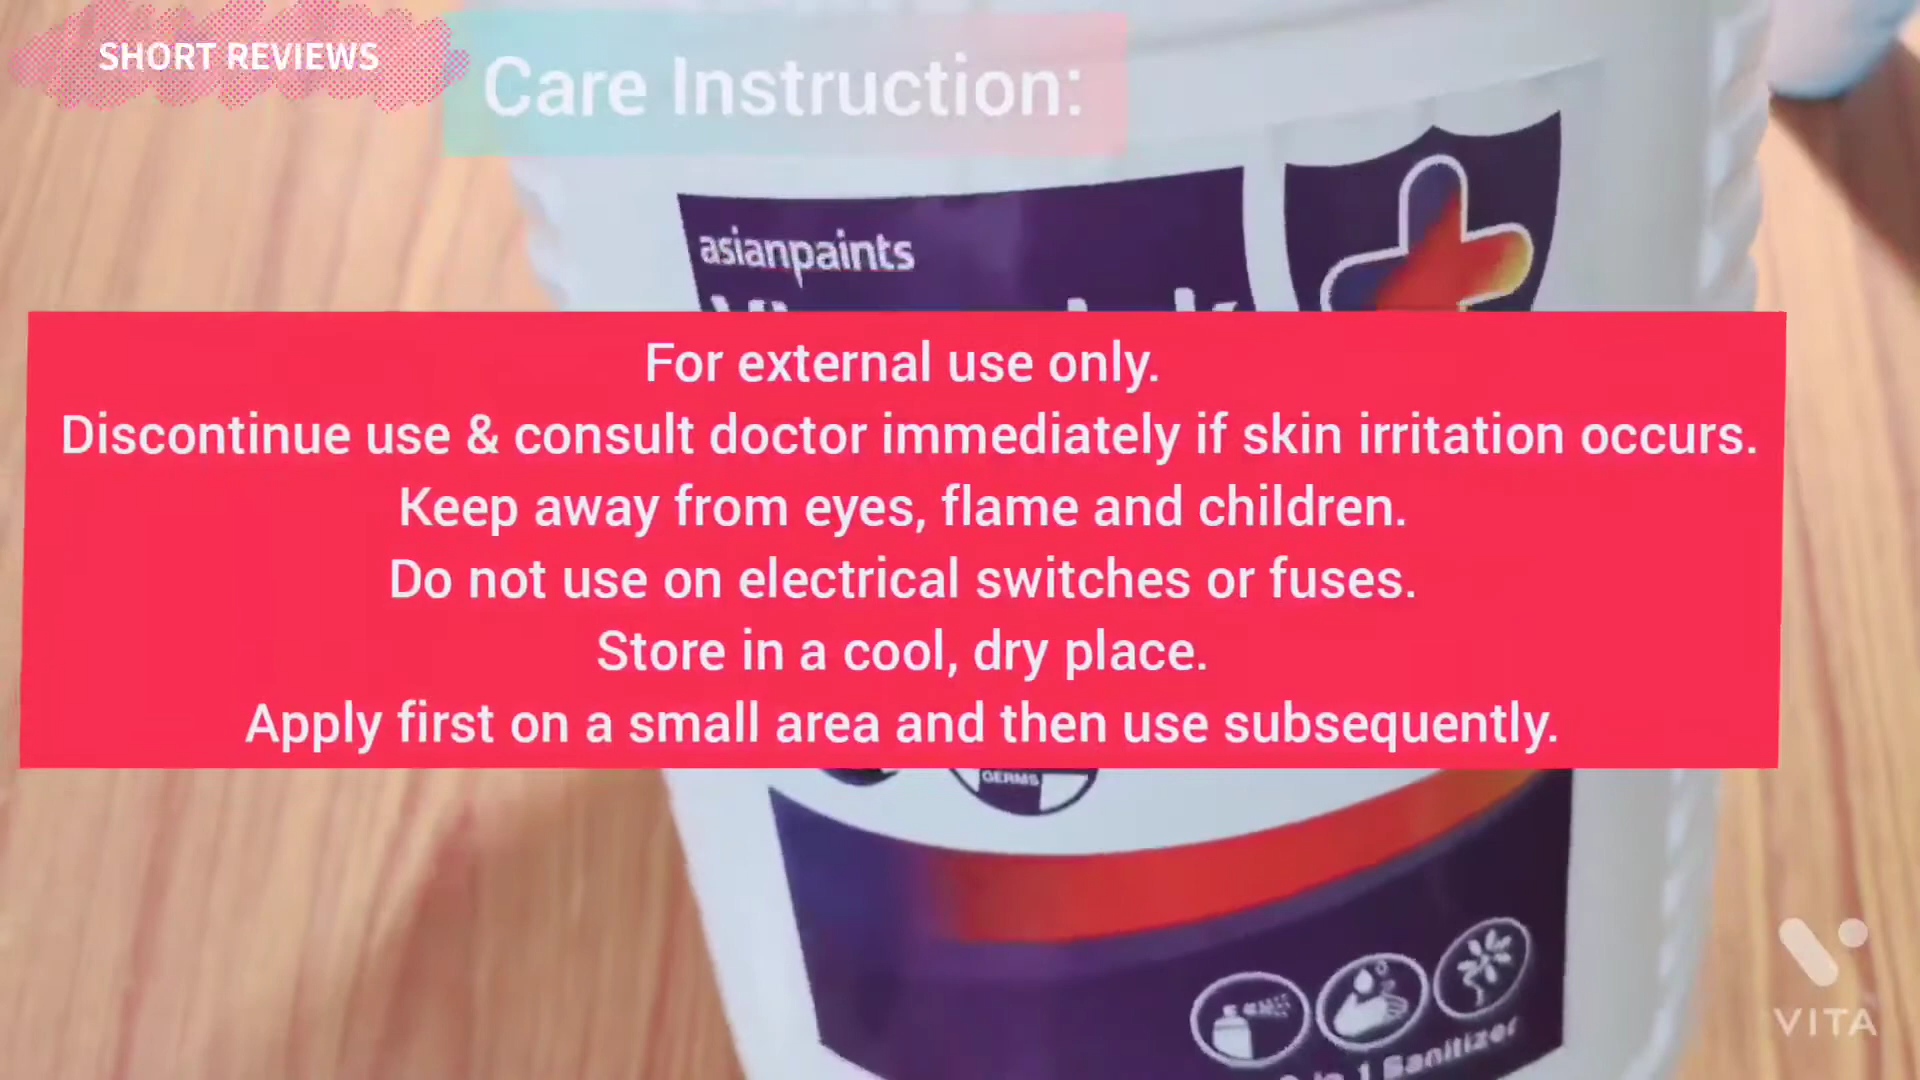 SHORT REVIEWS
Care Instruction:
asianpaints
For external use only.
Discontinue use & consult doctor immediately if skin irritation occurs.
Keep away from eyes, flame and children.
Do not use on electrical switches or fuses.
Store in a cool, dry place.
Apply first on a small area and then use subsequently.
GERMS
in 1 Sanitizer
VITA